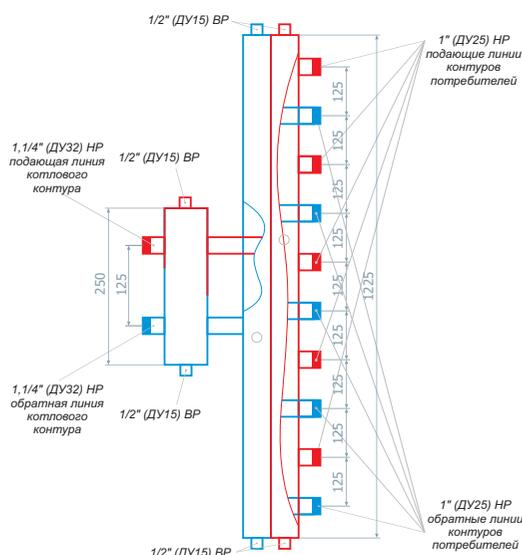 1/2" (ДУ15) ВР
1" (ДУ25) НР
подающие линии
контуров
потребителей
125
125
125
125
125
125
125
125
125
1225
1,1/4" (ДУ32) НР
подающая линия
котлового
контура
1/2" (ДУ15) ВР
250
125
1,1/4" (ДУ32) НР
обратная линия
котлового
контура
1/2" (ДУ15) ВР
1" (ДУ25) НР
обратные линии
контуров
потребителей
1/2" (ДУ15) ВР